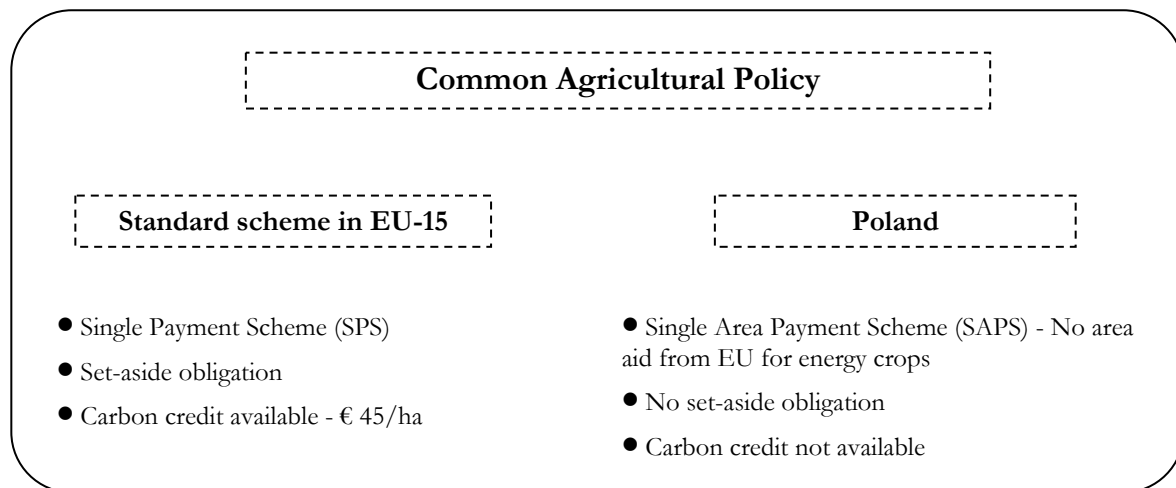 Common Agricultural Policy
Standard scheme in EU-15
● Single Payment Scheme (SPS)
● Set-aside obligation
● Carbon credit available - € 45/ha
Poland
● Single Area Payment Scheme (SAPS) - No area
aid from EU for energy crops
● No set-aside obligation
● Carbon credit not available